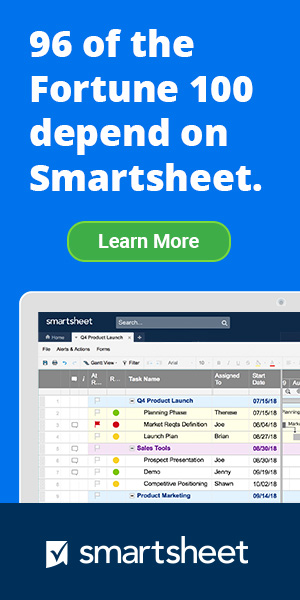 96 of the
Fortune 100
depend on
Smartsheet.
Learn More
smartsheet Search...
Home Q4 Product Launch
File Alerts & Actions Forms
Gantt View Filter Arial 10
At R... R... Task Name Assigned To Start Date
1 Q4 Product Launch 07/15/18
2 Planning Phase Therese 07/15/18 Planning
3 Market Reqts Definition Joe 08/04/18
4 Launch Plan Brian 08/27/18
5 Sales Tools 08/30/18
6 Prospect Presentation Joe 08/30/18
7 Demo Jenny 09/19/18
8 Competitive Positioning Shawn 10/02/18
9 Product Marketing 09/14/18
smartsheet